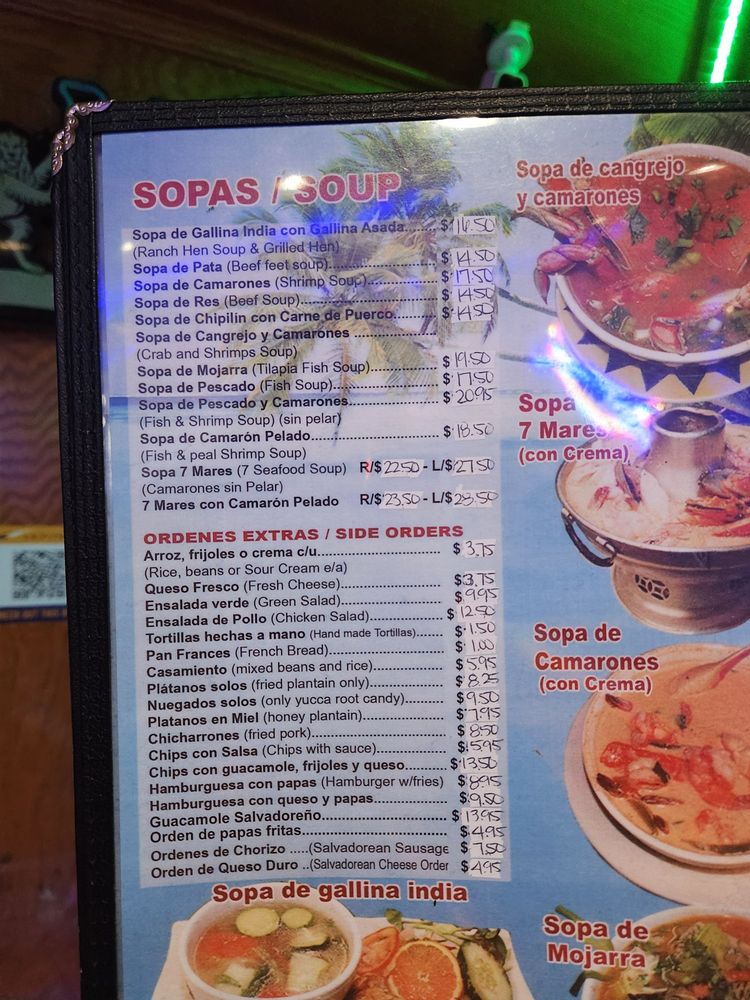 SOPAS / SOUP
Sopa de Gallina India con Gallina Asada....... $ 16.50
(Ranch Hen Soup & Grilled Hen)
Sopa de Pata (Beef feet soup)........................ $ 14.50
Sopa de Camarones (Shrimp Soup)................ $ 17.50
Sopa de Res (Beef Soup)............................... $ 14.50
Sopa de Chipilin con Carne de Puerco.......... $ 14.50
Sopa de Cangrejo y Camarones ..................
(Crab and Shrimps Soup)
Sopa de Mojarra (Tilapia Fish Soup)................ $ 19.50
Sopa de Pescado (Fish Soup)......................... $ 17.50
Sopa de Pescado y Camarones.................... $ 20.95
(Fish & Shrimp Soup) (sin pelar)
Sopa de Camarón Pelado............................. $ 18.50
(Fish & peal Shrimp Soup)
Sopa 7 Mares (7 Seafood Soup) R/$ 22.50 - L/$ 27.50
(Camarones sin Pelar)
7 Mares con Camarón Pelado R/$ 23.50 - L/$ 28.50
ORDENES EXTRAS / SIDE ORDERS
Arroz, frijoles o crema c/u............................ $ 3.75
(Rice, beans or Sour Cream e/a)
Queso Fresco (Fresh Cheese)....................... $ 3.75
Ensalada verde (Green Salad)....................... $ 9.95
Ensalada de Pollo (Chicken Salad)................. $ 12.50
Tortillas hechas a mano (Hand made Tortillas)...... $ 1.50
Pan Frances (French Bread).......................... $ 1.00
Casamiento (mixed beans and rice)................ $ 5.95
Plátanos solos (fried plantain only)................. $ 8.25
Nuegados solos (only yucca root candy).......... $ 9.50
Platanos en Miel (honey plantain)................... $ 7.95
Chicharrones (fried pork)............................... $ 8.50
Chips con Salsa (Chips with sauce)................ $ 5.95
Chips con guacamole, frijoles y queso.......... $ 13.50
Hamburguesa con papas (Hamburger w/fries) $ 8.95
Hamburguesa con queso y papas................. $ 9.50
Guacamole Salvadoreño.............................. $ 13.95
Orden de papas fritas.................................. $ 4.95
Ordenes de Chorizo .....(Salvadorean Sausage $ 7.50
Orden de Queso Duro ..(Salvadorean Cheese Order $ 4.95
Sopa de gallina india
Sopa de cangrejo
y camarones
Sopa
7 Mares
(con Crema)
Sopa de
Camarones
(con Crema)
Sopa de
Mojarra